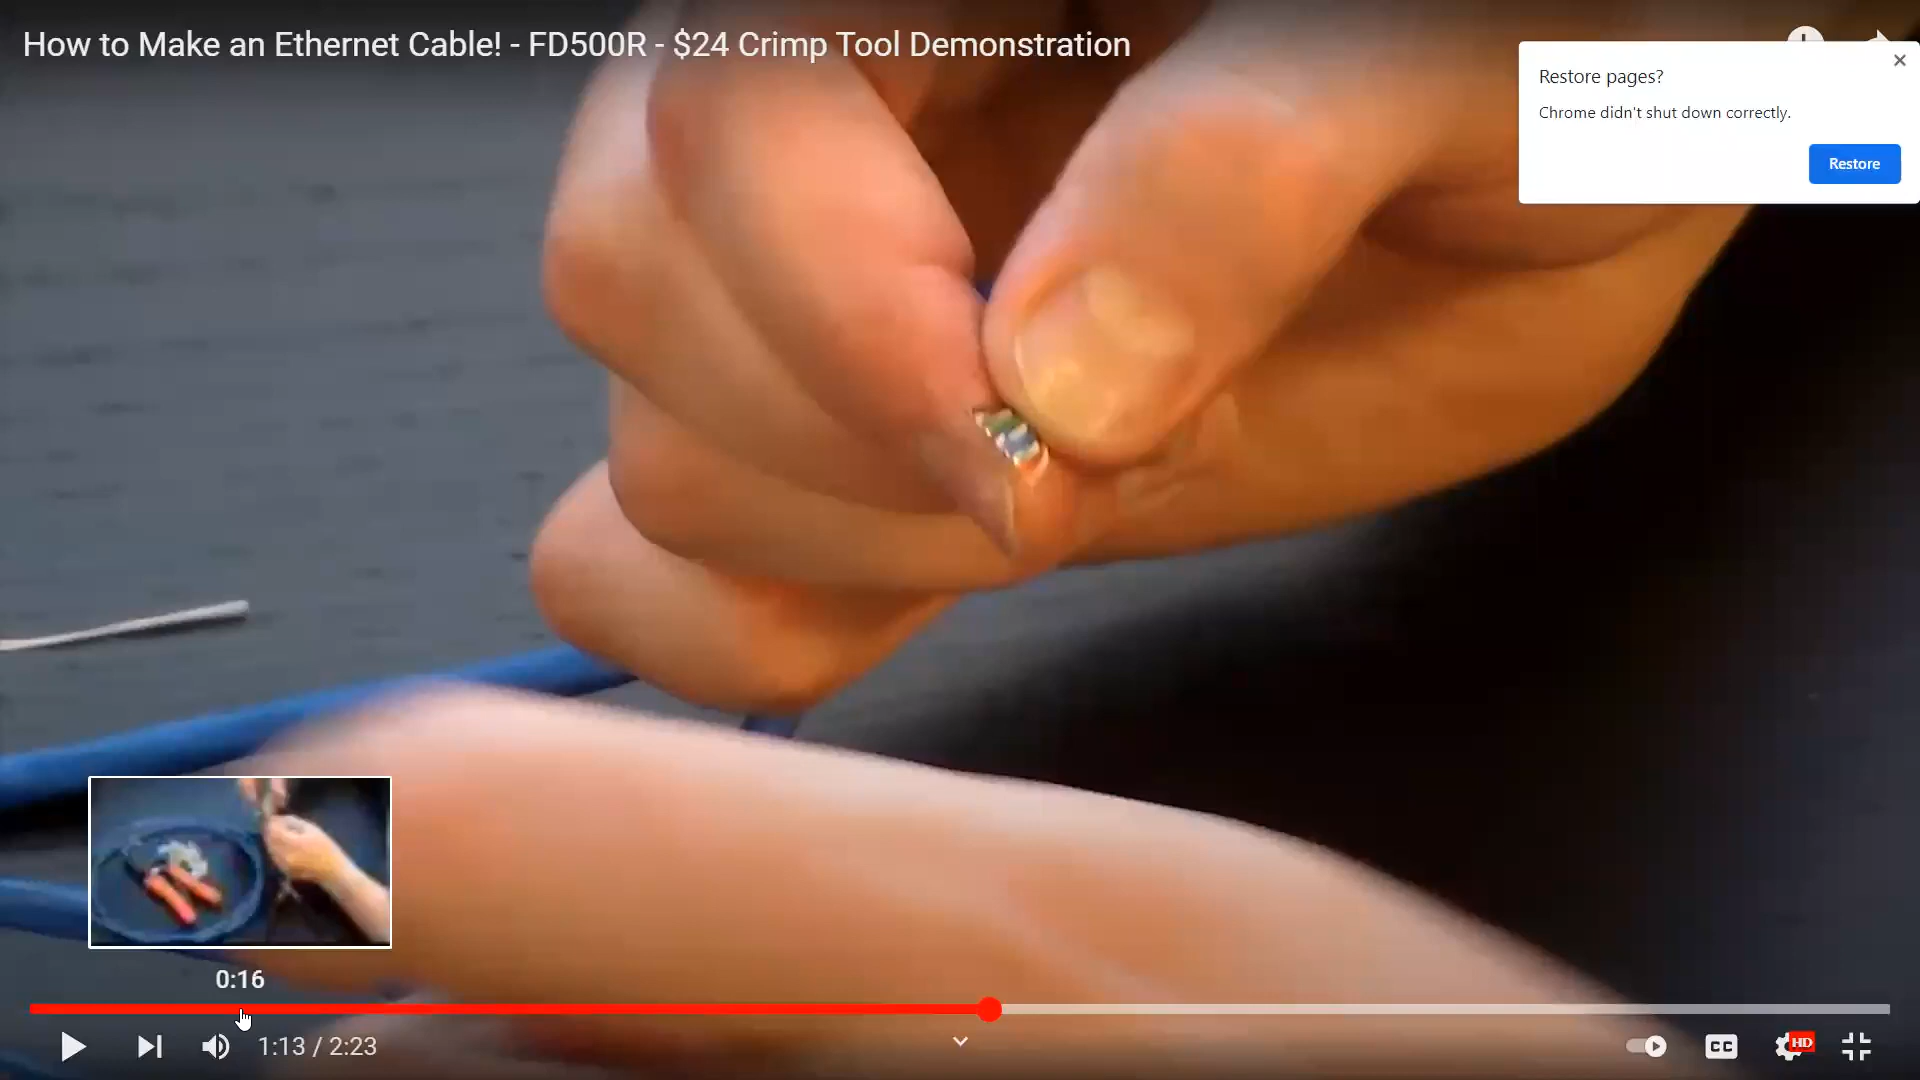 How to Make an Ethernet Cable! - FD500R - $24 Crimp Tool Demonstration
Restore pages?
Chrome didn't shut down correctly.
Restore
0:16
1:13 / 2:23
CC
HD